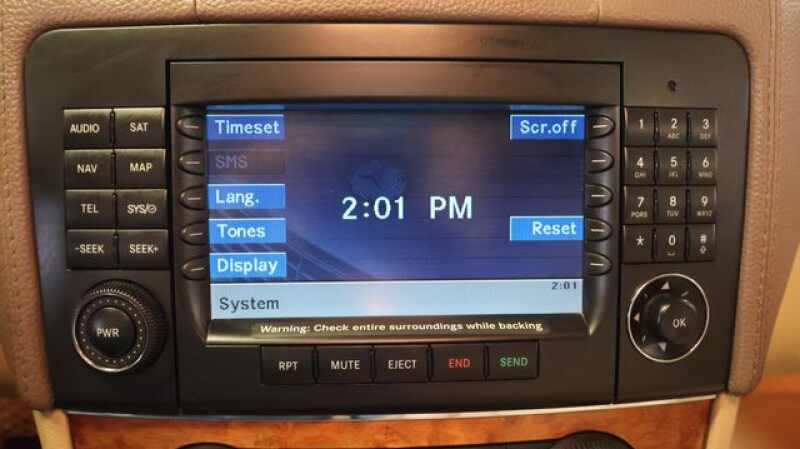 AUDIO SAT
NAV MAP
TEL SYS/
-SEEK SEEK+
PWR
Timeset
SMS
Lang.
Tones
Display
2:01 PM
Scr.off
Reset
System
2:01
Warning: Check entire surroundings while backing
RPT MUTE EJECT END SEND
1 2 ABC 3 DEF
4 GHI 5 JKL 6 MNO
7 PQRS 8 TUV 9 WXYZ
* 0 #
OK